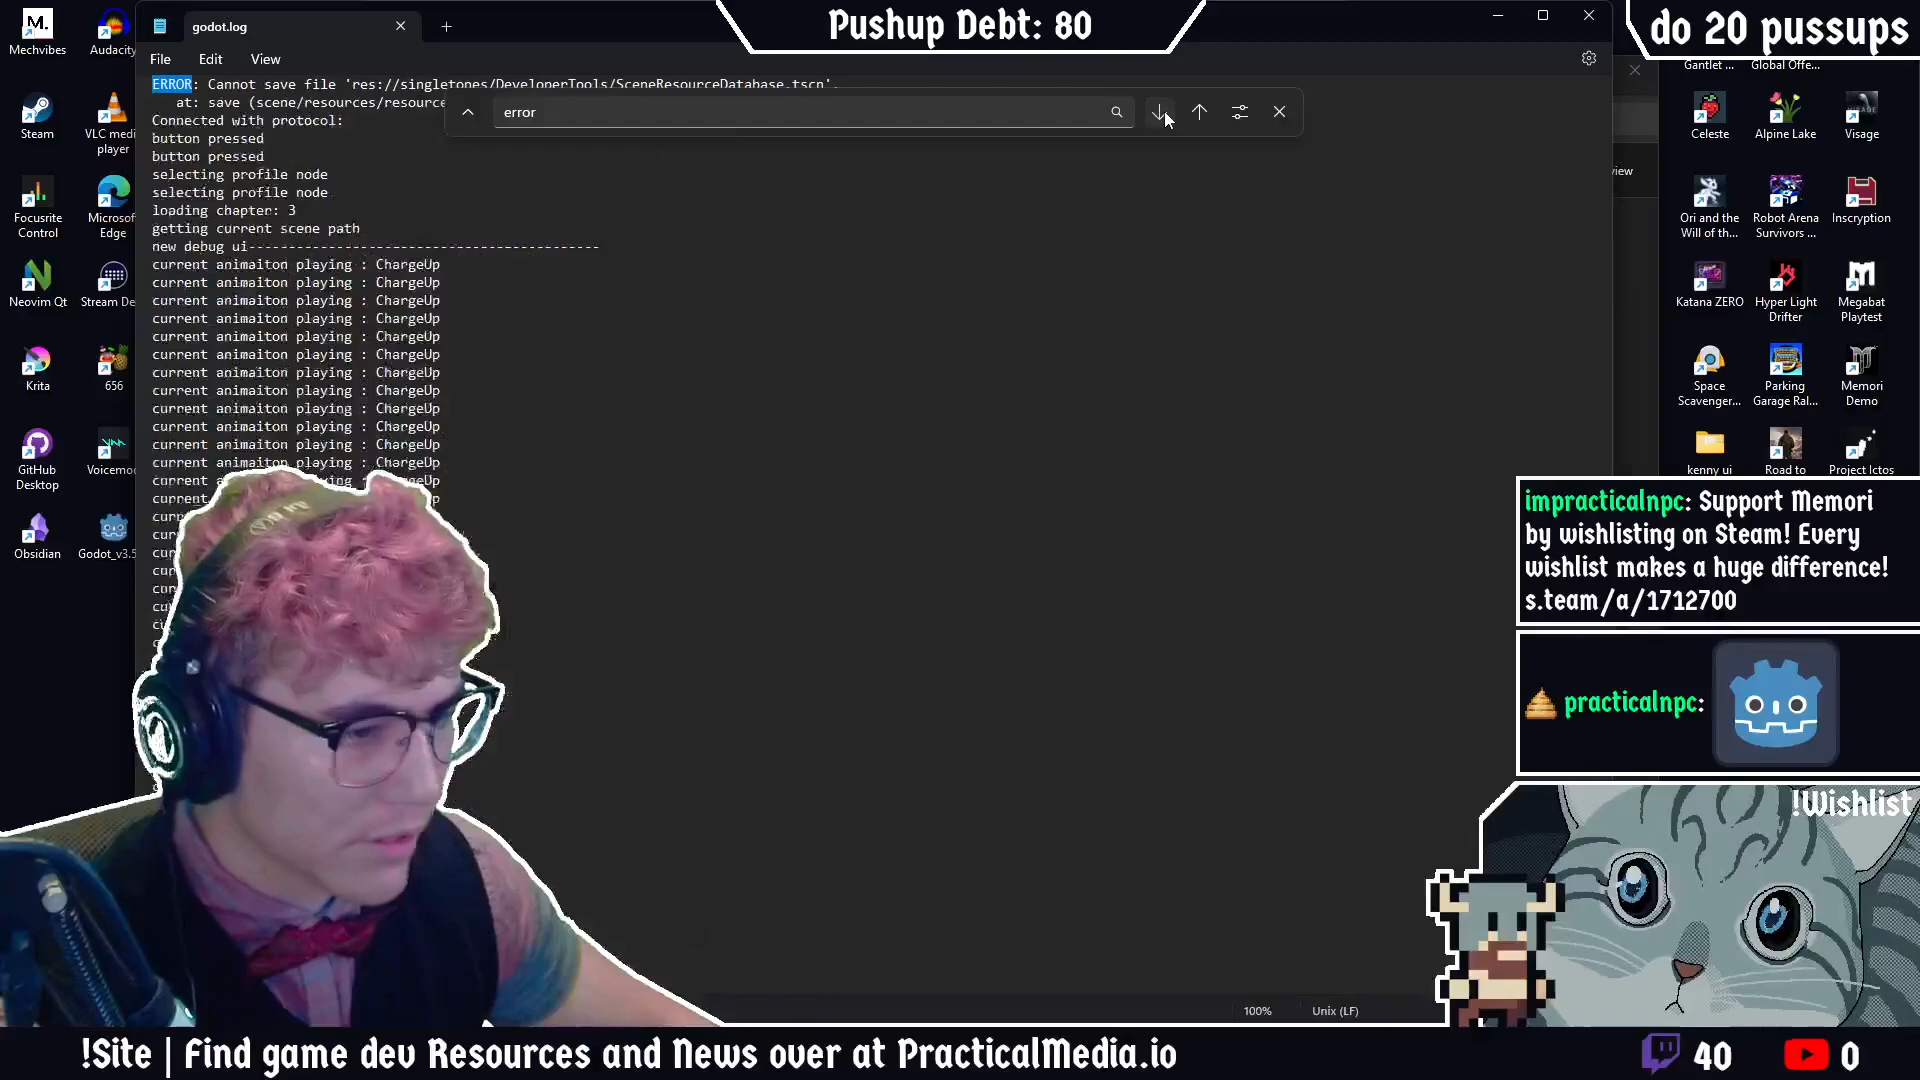 Pushup Debt: 80
do 20 pussups
godot.log
File
Edit
View
error
ERROR: Cannot save file 'res://singletones/DeveloperTools/SceneResourceDatabase.tscn'.
at: save (scene/resources/resource
Connected with protocol:
button pressed
button pressed
selecting profile node
selecting profile node
loading chapter: 3
getting current scene path
new debug ui--------------------------------------------
current animaiton playing : ChargeUp
current animaiton playing : ChargeUp
current animaiton playing : ChargeUp
current animaiton playing : ChargeUp
current animaiton playing : ChargeUp
current animaiton playing : ChargeUp
current animaiton playing : ChargeUp
current animaiton playing : ChargeUp
current animaiton playing : ChargeUp
current animaiton playing : ChargeUp
current animaiton playing : ChargeUp
current animaiton playing : ChargeUp
100%
Unix (LF)
Mechvibes
Audacity
Steam
VLC media
player
Focusrite
Control
Microsoft
Edge
Neovim Qt
Stream De
Krita
656
GitHub
Desktop
Voicemod
Obsidian
Godot_v3.5
Gantlet ...
Global Offe...
view
Celeste
Alpine Lake
Visage
Ori and the
Will of th...
Robot Arena
Survivors ...
Inscryption
Katana ZERO
Hyper Light
Drifter
Megabat
Playtest
Space
Scavenger...
Parking
Garage Ral...
Memori
Demo
kenny ui
Road to
Project Ictos
impracticalnpc: Support Memori
by wishlisting on Steam! Every
wishlist makes a huge difference!
s.team/a/1712700
practicalnpc:
!Wishlist
!Site | Find game dev Resources and News over at PracticalMedia.io
40
0